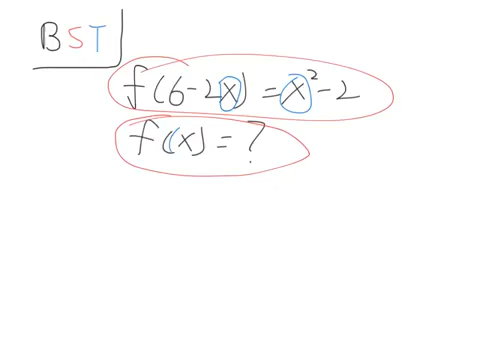 BST
f(6-2x) = x²-2
f(x) = ?